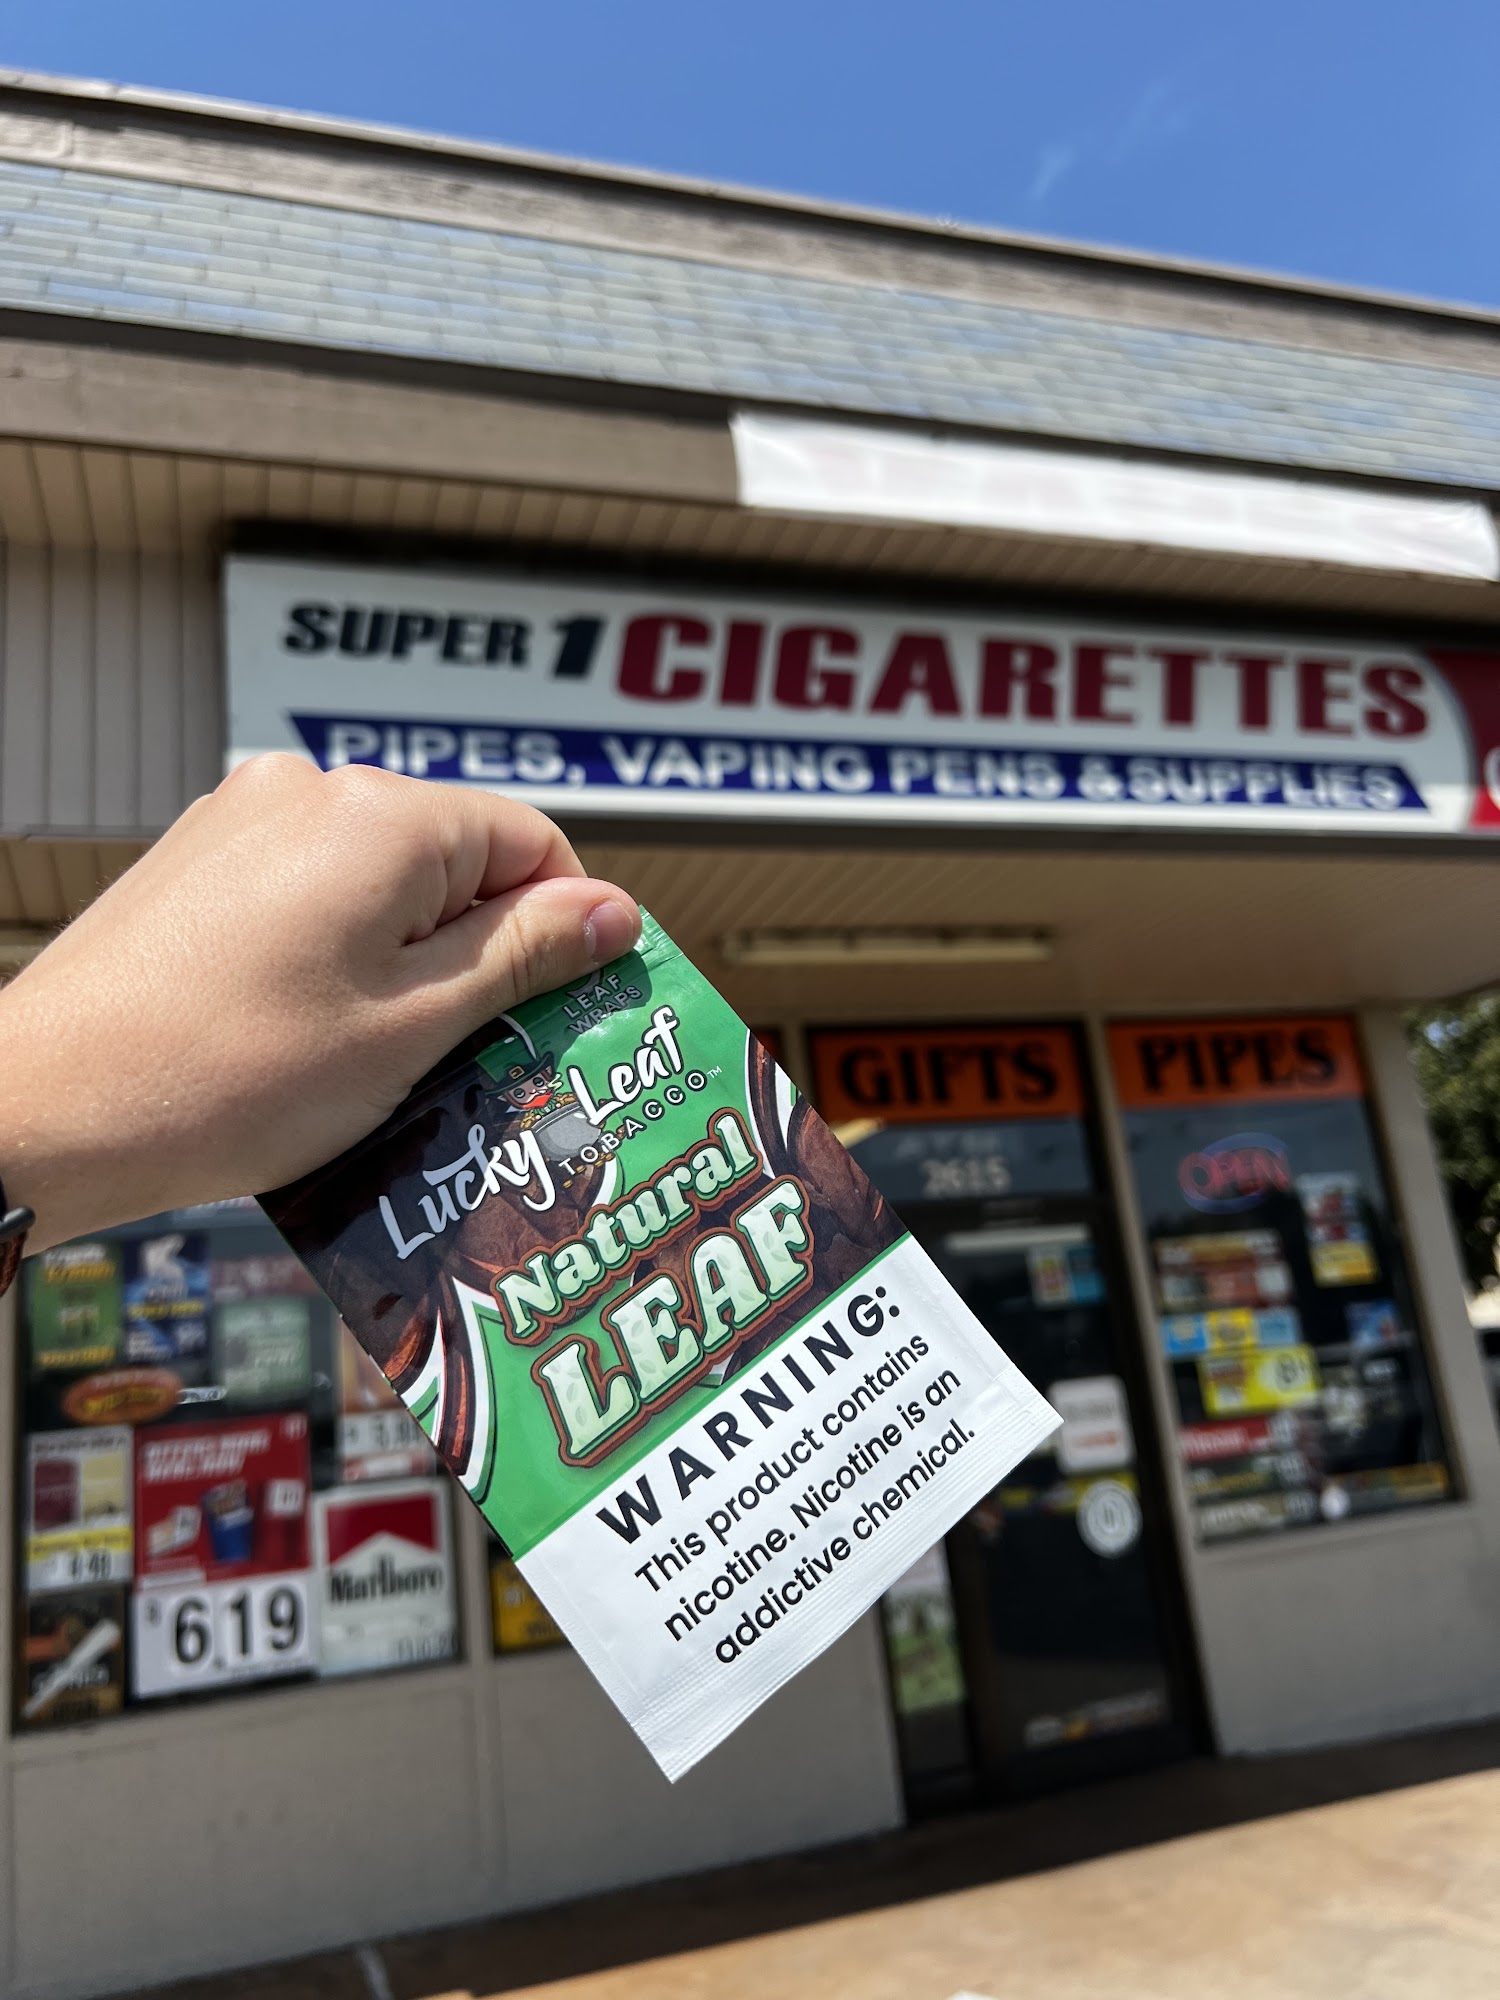 SUPER 1 CIGARETTES
PIPES, VAPING PENS & SUPPLIES
GIFTS
PIPES
2615
OPEN
LEAF
WRAPS
Lucky Leaf
TOBACCO™
Natural
LEAF
WARNING:
This product contains
nicotine. Nicotine is an
addictive chemical.
Marlboro
$6.19